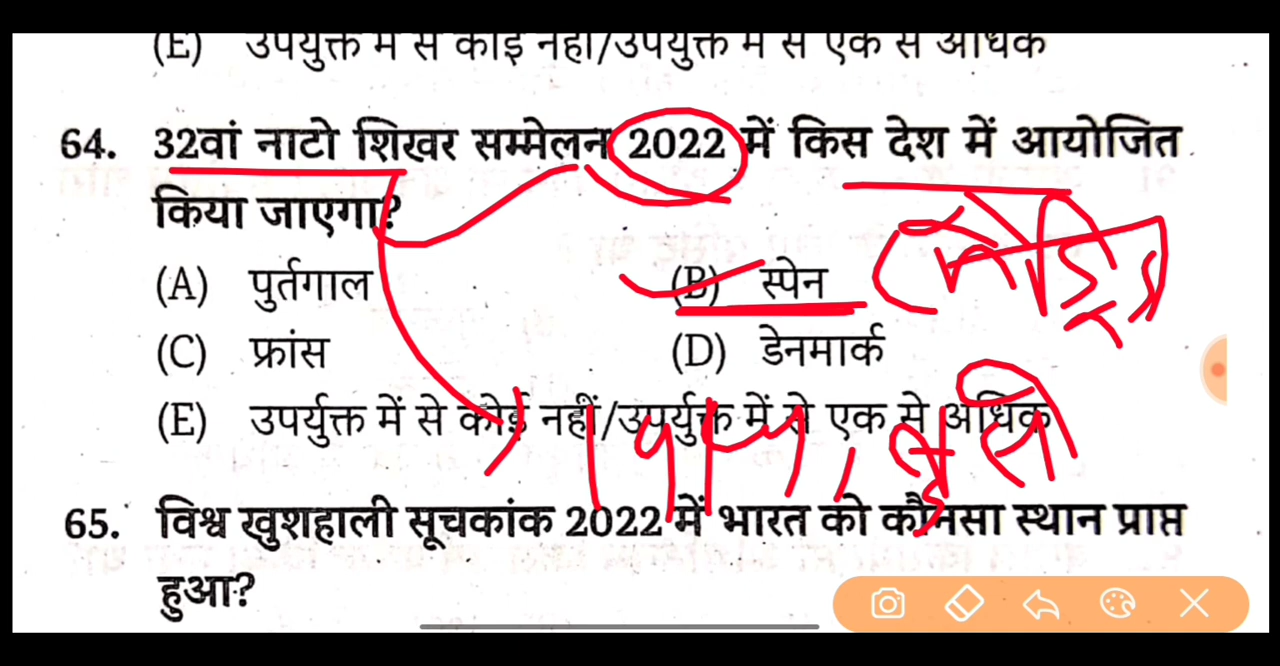 (E) उपर्युक्त में से कोई नहीं/उपर्युक्त में से एक से अधिक
64. 32वां नाटो शिखर सम्मेलन 2022 में किस देश में आयोजित
किया जाएगा?
(A) पुर्तगाल (B) स्पेन
(C) फ्रांस (D) डेनमार्क
(E) उपर्युक्त में से कोई नहीं/उपर्युक्त में से एक से अधिक
65. विश्व खुशहाली सूचकांक 2022 में भारत को कौनसा स्थान प्राप्त
हुआ?